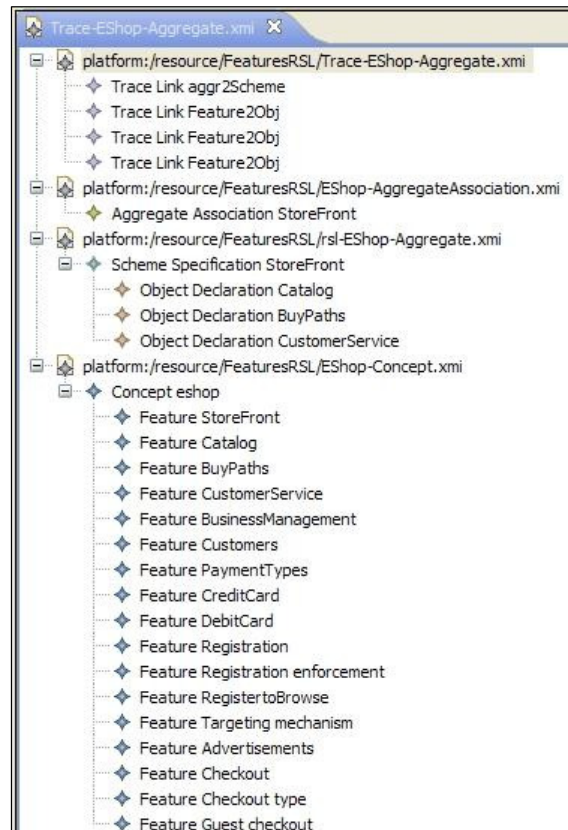 Trace-EShop-Aggregate.xmi
platform:/resource/FeaturesRSL/Trace-EShop-Aggregate.xmi
Trace Link aggr2Scheme
Trace Link Feature2Obj
Trace Link Feature2Obj
Trace Link Feature2Obj
platform:/resource/FeaturesRSL/EShop-AggregateAssociation.xmi
Aggregate Association StoreFront
platform:/resource/FeaturesRSL/rsl-EShop-Aggregate.xmi
Scheme Specification StoreFront
Object Declaration Catalog
Object Declaration BuyPaths
Object Declaration CustomerService
platform:/resource/FeaturesRSL/EShop-Concept.xmi
Concept eshop
Feature StoreFront
Feature Catalog
Feature BuyPaths
Feature CustomerService
Feature BusinessManagement
Feature Customers
Feature PaymentTypes
Feature CreditCard
Feature DebitCard
Feature Registration
Feature Registration enforcement
Feature RegistertoBrowse
Feature Targeting mechanism
Feature Advertisements
Feature Checkout
Feature Checkout type
Feature Guest checkout